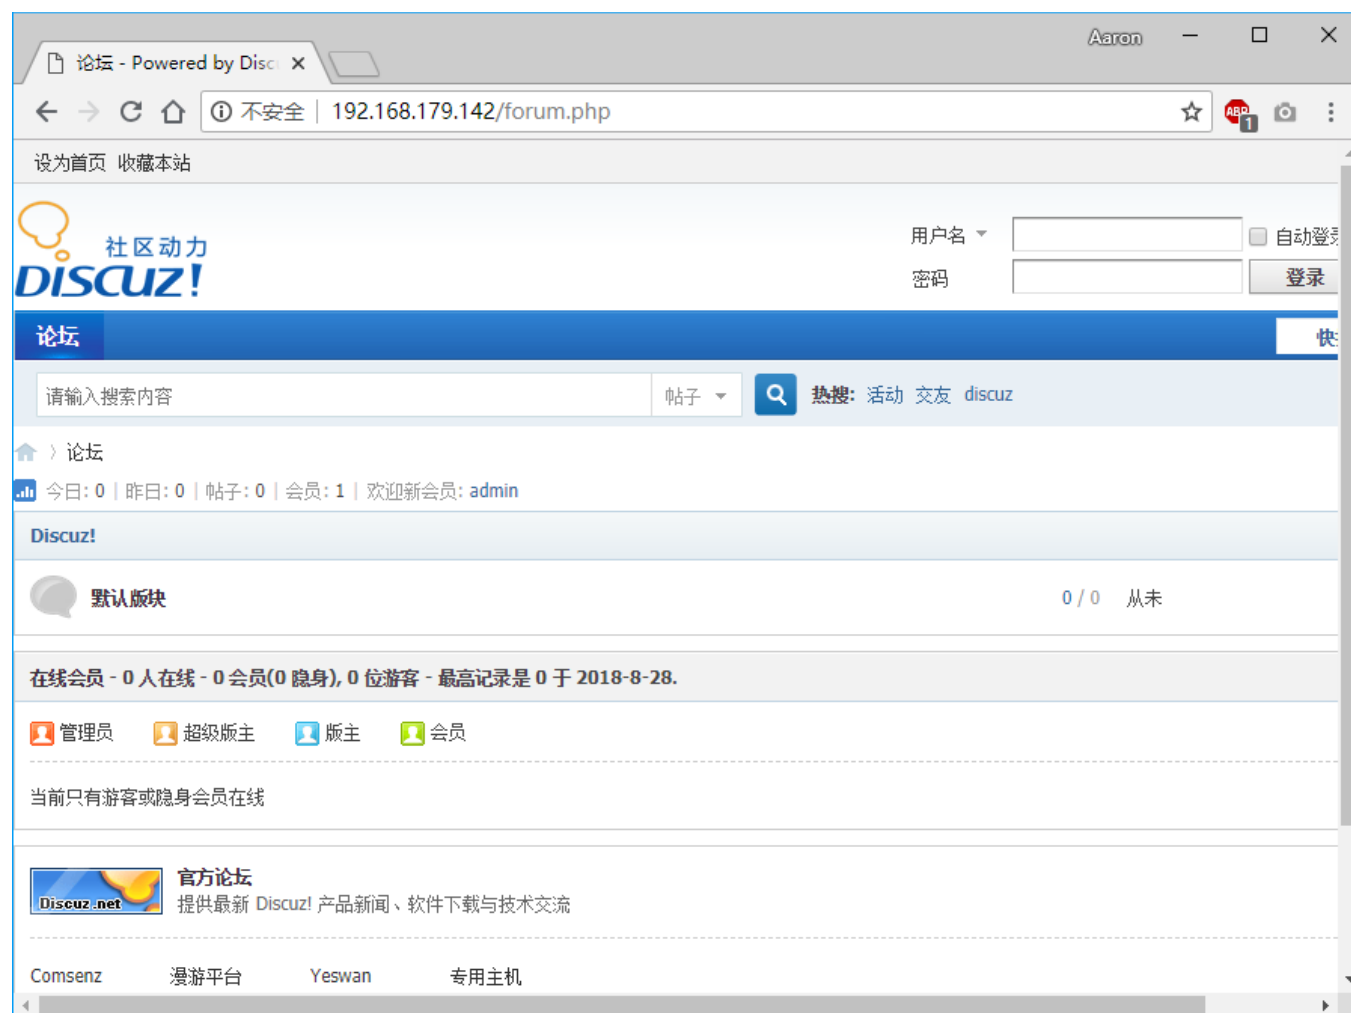 Aaron
论坛 - Powered by Disc
不安全 | 192.168.179.142/forum.php
ABP 1
设为首页 收藏本站
社区动力
DISCUZ!
用户名
自动登录
密码
登录
论坛
快
请输入搜索内容
帖子
热搜: 活动 交友 discuz
〉论坛
今日: 0 | 昨日: 0 | 帖子: 0 | 会员: 1 | 欢迎新会员: admin
Discuz!
默认版块
0 / 0 从未
在线会员 - 0 人在线 - 0 会员(0 隐身), 0 位游客 - 最高记录是 0 于 2018-8-28.
管理员 超级版主 版主 会员
当前只有游客或隐身会员在线
Discuz.net
官方论坛
提供最新 Discuz! 产品新闻、软件下载与技术交流
Comsenz 漫游平台 Yeswan 专用主机